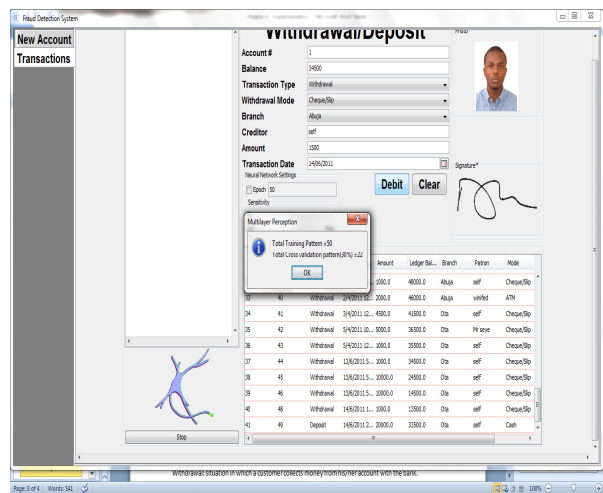 Fraud Detection System
New Account
Transactions
Withdrawal/Deposit
Account # 1
Balance 34500
Transaction Type Withdrawal
Withdrawal Mode Cheque/Slip
Branch Abuja
Creditor self
Amount 1500
Transaction Date 14/06/2011
Neural Network Settings
Epoch 50
Sensitivity
Debit Clear
Signature*
Multilayer Perception
Total Training Pattern =50
Total Cross validation pattern(30%) =22
OK
Amount Ledger Bal... Branch Patron Mode
1000.0 48000.0 Abuja self Cheque/Slip
33 40 Withdrawal 2/4/2011 12... 2000.0 46000.0 Abuja winifed ATM
34 41 Withdrawal 3/4/2011 12... 4500.0 41500.0 Ota self Cheque/Slip
35 42 Withdrawal 5/4/2011 10... 5000.0 36500.0 Ota Mr seye Cheque/Slip
36 43 Withdrawal 5/4/2011 12... 1000.0 35500.0 Ota self Cheque/Slip
37 44 Withdrawal 13/6/2011 5... 1000.0 34500.0 Ota self Cheque/Slip
38 45 Withdrawal 13/6/2011 5... 10000.0 24500.0 Ota self Cheque/Slip
39 46 Withdrawal 13/6/2011 5... 10000.0 14500.0 Ota self Cheque/Slip
40 48 Withdrawal 14/6/2011 1... 1000.0 13500.0 Ota self Cheque/Slip
41 49 Deposit 14/6/2011 2... 20000.0 33500.0 Ota self Cash
Stop
Withdrawal situation in which a customer collects money from his/her account with the bank.
Page: 3 of 4 Words: 541 100%